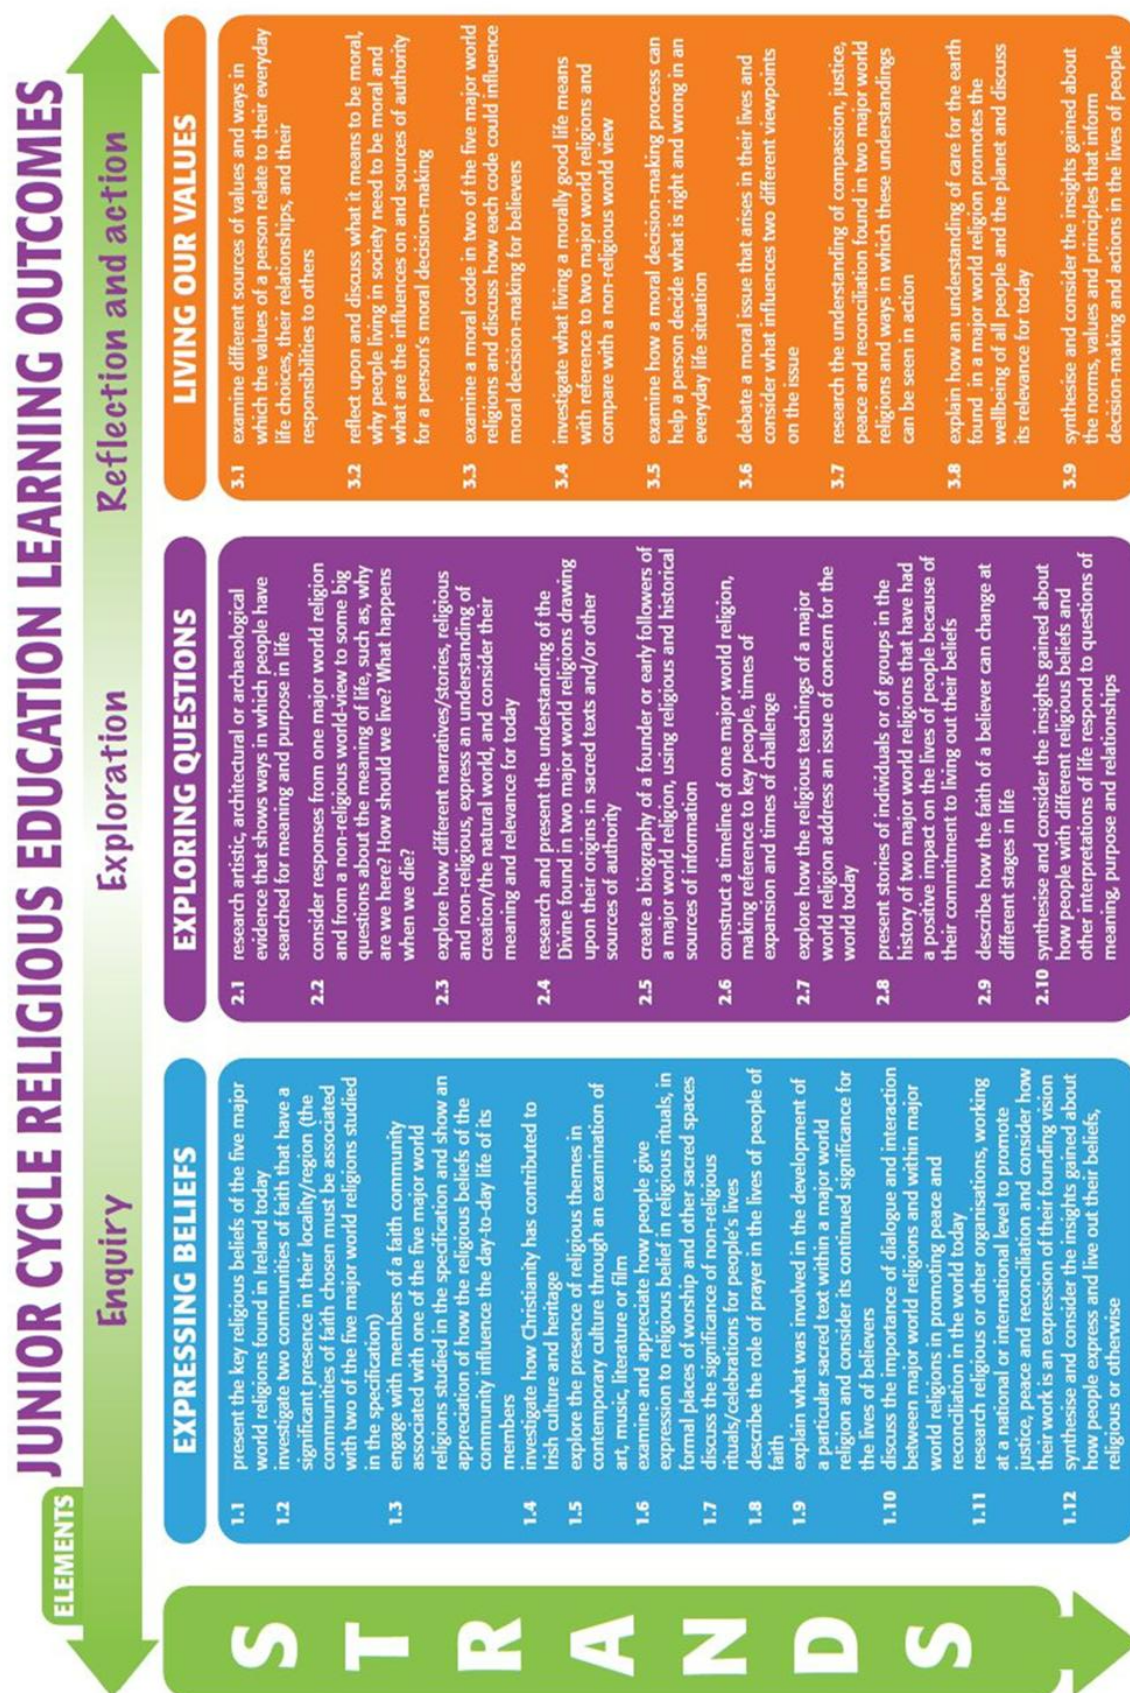 JUNIOR CYCLE RELIGIOUS EDUCATION LEARNING OUTCOMES
ELEMENTS
Enquiry
Exploration
Reflection and action
STRANDS
EXPRESSING BELIEFS
1.1 present the key religious beliefs of the five major
world religions found in Ireland today
1.2 investigate two communities of faith that have a
significant presence in their locality/region (the
communities of faith chosen must be associated
with two of the five major world religions studied
in the specification)
1.3 engage with members of a faith community
associated with one of the five major world
religions studied in the specification and show an
appreciation of how the religious beliefs of the
community influence the day-to-day life of its
members
1.4 investigate how Christianity has contributed to
Irish culture and heritage
1.5 explore the presence of religious themes in
contemporary culture through an examination of
art, music, literature or film
1.6 examine and appreciate how people give
expression to religious belief in religious rituals, in
formal places of worship and other sacred spaces
1.7 discuss the significance of non-religious
rituals/celebrations for people's lives
1.8 describe the role of prayer in the lives of people of
faith
1.9 explain what was involved in the development of
a particular sacred text within a major world
religion and consider its continued significance for
the lives of believers
1.10 discuss the importance of dialogue and interaction
between major world religions and within major
world religions in promoting peace and
reconciliation in the world today
1.11 research religious or other organisations, working
at a national or international level to promote
justice, peace and reconciliation and consider how
their work is an expression of their founding vision
1.12 synthesise and consider the insights gained about
how people express and live out their beliefs,
religious or otherwise
EXPLORING QUESTIONS
2.1 research artistic, architectural or archaeological
evidence that shows ways in which people have
searched for meaning and purpose in life
2.2 consider responses from one major world religion
and from a non-religious world-view to some big
questions about the meaning of life, such as, why
are we here? How should we live? What happens
when we die?
2.3 explore how different narratives/stories, religious
and non-religious, express an understanding of
creation/the natural world, and consider their
meaning and relevance for today
2.4 research and present the understanding of the
Divine found in two major world religions drawing
upon their origins in sacred texts and/or other
sources of authority
2.5 create a biography of a founder or early followers of
a major world religion, using religious and historical
sources of information
2.6 construct a timeline of one major world religion,
making reference to key people, times of
expansion and times of challenge
2.7 explore how the religious teachings of a major
world religion address an issue of concern for the
world today
2.8 present stories of individuals or of groups in the
history of two major world religions that have had
a positive impact on the lives of people because of
their commitment to living out their beliefs
2.9 describe how the faith of a believer can change at
different stages in life
2.10 synthesise and consider the insights gained about
how people with different religious beliefs and
other interpretations of life respond to questions of
meaning, purpose and relationships
LIVING OUR VALUES
3.1 examine different sources of values and ways in
which the values of a person relate to their everyday
life choices, their relationships, and their
responsibilities to others
3.2 reflect upon and discuss what it means to be moral,
why people living in society need to be moral and
what are the influences on and sources of authority
for a person's moral decision-making
3.3 examine a moral code in two of the five major world
religions and discuss how each code could influence
moral decision-making for believers
3.4 investigate what living a morally good life means
with reference to two major world religions and
compare with a non-religious world view
3.5 examine how a moral decision-making process can
help a person decide what is right and wrong in an
everyday life situation
3.6 debate a moral issue that arises in their lives and
consider what influences two different viewpoints
on the issue
3.7 research the understanding of compassion, justice,
peace and reconciliation found in two major world
religions and ways in which these understandings
can be seen in action
3.8 explain how an understanding of care for the earth
found in a major world religion promotes the
wellbeing of all people and the planet and discuss
its relevance for today
3.9 synthesise and consider the insights gained about
the norms, values and principles that inform
decision-making and actions in the lives of people